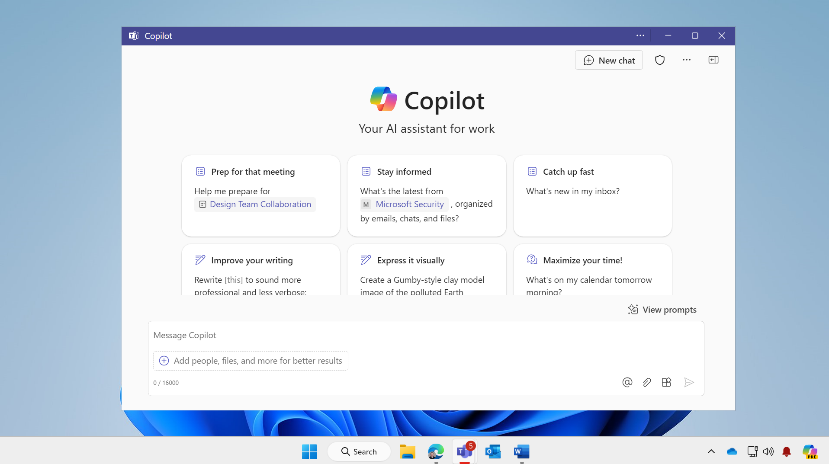 Copilot
New chat
Copilot
Your AI assistant for work
Prep for that meeting
Help me prepare for
Design Team Collaboration
Stay informed
What's the latest from
M Microsoft Security , organized
by emails, chats, and files?
Catch up fast
What's new in my inbox?
Improve your writing
Rewrite [this] to sound more
professional and less verbose:
Express it visually
Create a Gumby-style clay model
image of the polluted Earth
Maximize your time!
What's on my calendar tomorrow
morning?
View prompts
Message Copilot
Add people, files, and more for better results
0 / 16000
Search
5
PRE